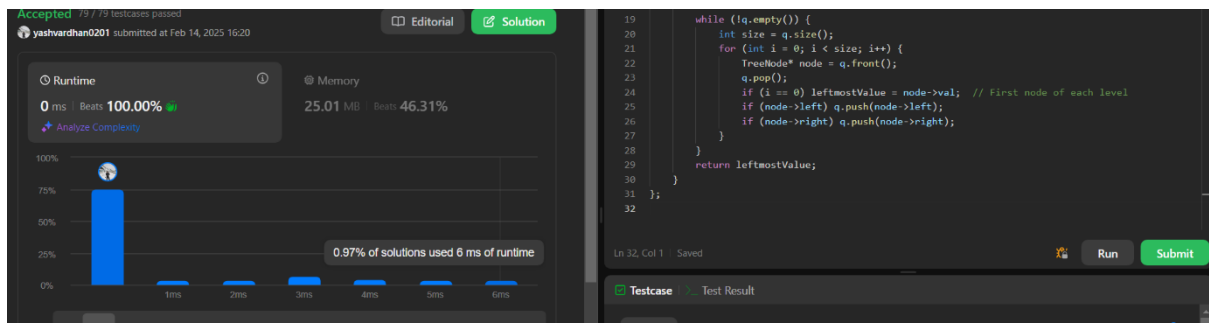 Accepted 79 / 79 testcases passed
Editorial
Solution
yashvardhan0201 submitted at Feb 14, 2025 16:20
Runtime
0 ms | Beats 100.00%
Analyze Complexity
Memory
25.01 MB | Beats 46.31%
100%
75%
50%
25%
0%
0.97% of solutions used 6 ms of runtime
1ms 2ms 3ms 4ms 5ms 6ms
19 while (!q.empty()) {
20 int size = q.size();
21 for (int i = 0; i < size; i++) {
22 TreeNode* node = q.front();
23 q.pop();
24 if (i == 0) leftmostValue = node->val; // First node of each level
25 if (node->left) q.push(node->left);
26 if (node->right) q.push(node->right);
27 }
28 }
29 return leftmostValue;
30 }
31 };
32
Ln 32, Col 1 | Saved
Run
Submit
Testcase | >_ Test Result